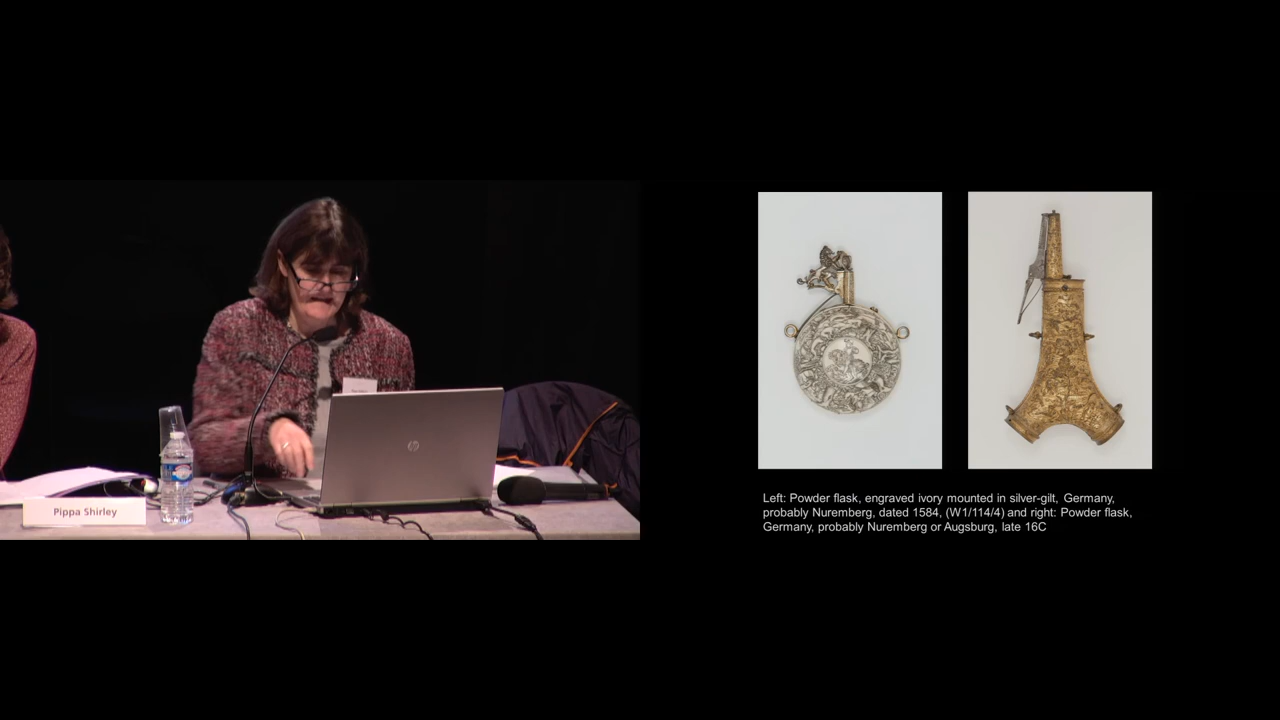 Pippa Shirley
hp
Left: Powder flask, engraved ivory mounted in silver-gilt, Germany,
probably Nuremberg, dated 1584, (W1/114/4) and right: Powder flask,
Germany, probably Nuremberg or Augsburg, late 16C